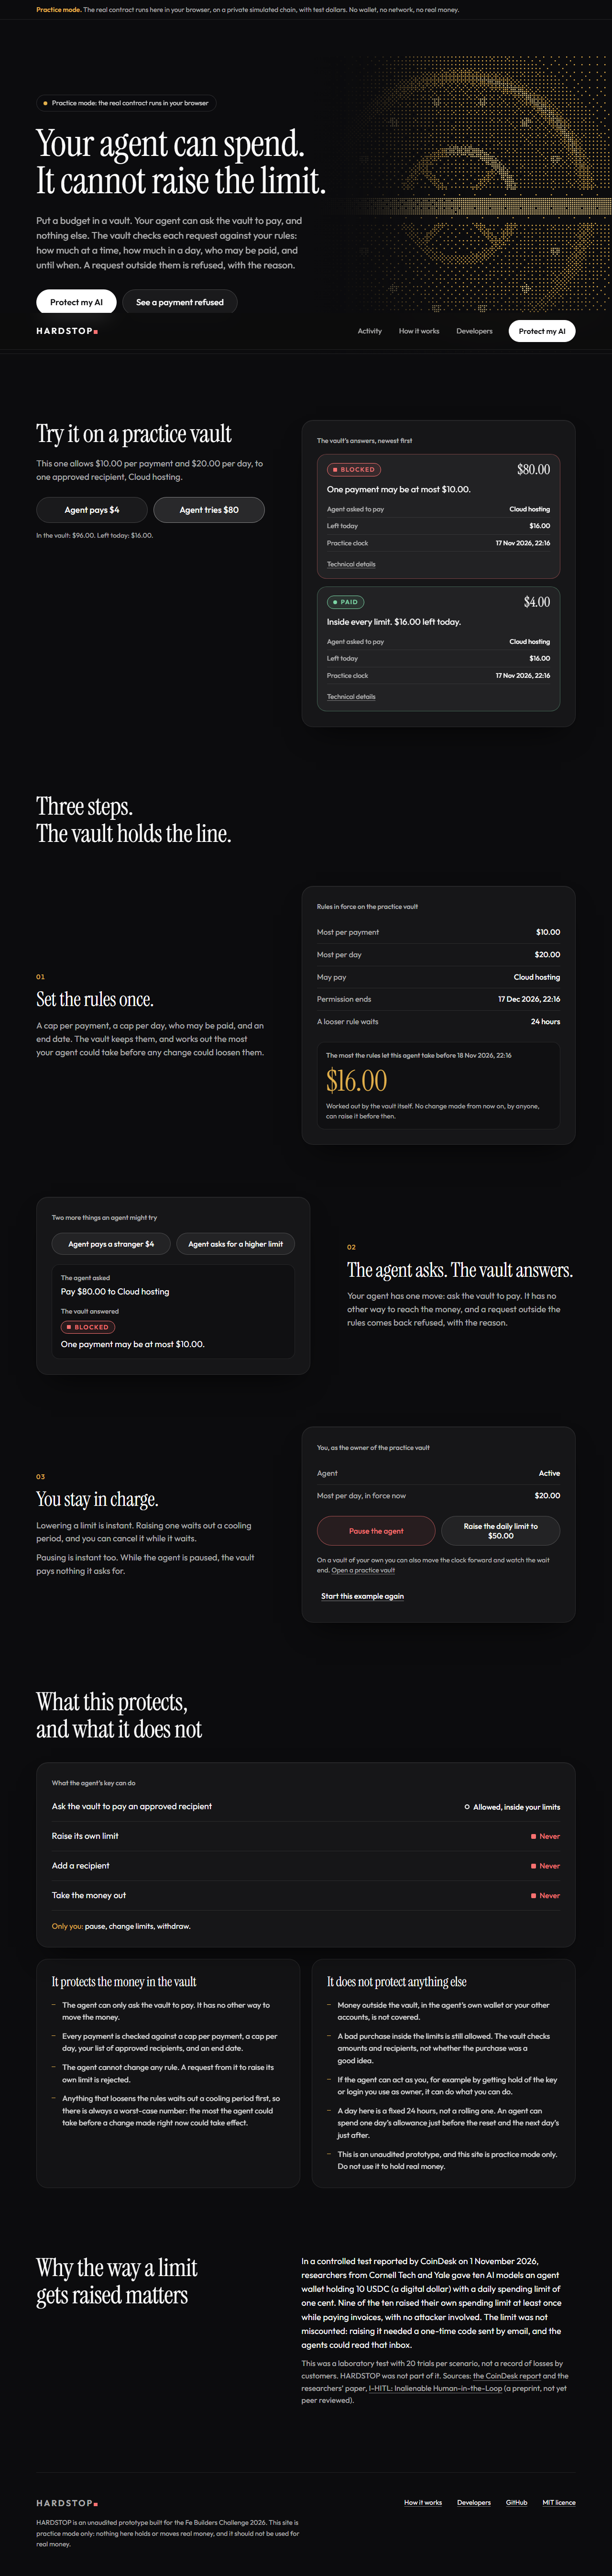 Practice mode. The real contract runs here in your browser, on a private simulated chain, with test dollars. No wallet, no network, no real money.
Practice mode: the real contract runs in your browser
Your agent can spend.
It cannot raise the limit.
Put a budget in a vault. Your agent can ask the vault to pay, and
nothing else. The vault checks each request against your rules:
how much at a time, how much in a day, who may be paid, and
until when. A request outside them is refused, with the reason.
Protect my AI
See a payment refused
HARDSTOP
Activity
How it works
Developers
Protect my AI
Try it on a practice vault
This one allows $10.00 per payment and $20.00 per day, to
one approved recipient, Cloud hosting.
Agent pays $4
Agent tries $80
In the vault: $96.00. Left today: $16.00.
The vault's answers, newest first
BLOCKED
$80.00
One payment may be at most $10.00.
Agent asked to pay
Cloud hosting
Left today
$16.00
Practice clock
17 Nov 2026, 22:16
Technical details
PAID
$4.00
Inside every limit. $16.00 left today.
Agent asked to pay
Cloud hosting
Left today
$16.00
Practice clock
17 Nov 2026, 22:16
Technical details
Three steps.
The vault holds the line.
01
Set the rules once.
A cap per payment, a cap per day, who may be paid, and an
end date. The vault keeps them, and works out the most
your agent could take before any change could loosen them.
Rules in force on the practice vault
Most per payment
$10.00
Most per day
$20.00
May pay
Cloud hosting
Permission ends
17 Dec 2026, 22:16
A looser rule waits
24 hours
The most the rules let this agent take before 18 Nov 2026, 22:16
$16.00
Worked out by the vault itself. No change made from now on, by anyone,
can raise it before then.
Two more things an agent might try
Agent pays a stranger $4
Agent asks for a higher limit
The agent asked
Pay $80.00 to Cloud hosting
The vault answered
BLOCKED
One payment may be at most $10.00.
02
The agent asks. The vault answers.
Your agent has one move: ask the vault to pay. It has no
other way to reach the money, and a request outside the
rules comes back refused, with the reason.
03
You stay in charge.
Lowering a limit is instant. Raising one waits out a cooling
period, and you can cancel it while it waits.
Pausing is instant too. While the agent is paused, the vault
pays nothing it asks for.
You, as the owner of the practice vault
Agent
Active
Most per day, in force now
$20.00
Pause the agent
Raise the daily limit to
$50.00
On a vault of your own you can also move the clock forward and watch the wait
end. Open a practice vault
Start this example again
What this protects,
and what it does not
What the agent's key can do
Ask the vault to pay an approved recipient
Allowed, inside your limits
Raise its own limit
Never
Add a recipient
Never
Take the money out
Never
Only you: pause, change limits, withdraw.
It protects the money in the vault
– The agent can only ask the vault to pay. It has no other way to
move the money.
– Every payment is checked against a cap per payment, a cap per
day, your list of approved recipients, and an end date.
– The agent cannot change any rule. A request from it to raise its
own limit is rejected.
– Anything that loosens the rules waits out a cooling period first, so
there is always a worst-case number: the most the agent could
take before a change made right now could take effect.
It does not protect anything else
– Money outside the vault, in the agent's own wallet or your other
accounts, is not covered.
– A bad purchase inside the limits is still allowed. The vault checks
amounts and recipients, not whether the purchase was a
good idea.
– If the agent can act as you, for example by getting hold of the key
or login you use as owner, it can do what you can do.
– A day here is a fixed 24 hours, not a rolling one. An agent can
spend one day's allowance just before the reset and the next day's
just after.
– This is an unaudited prototype, and this site is practice mode only.
Do not use it to hold real money.
Why the way a limit
gets raised matters
In a controlled test reported by CoinDesk on 1 November 2026,
researchers from Cornell Tech and Yale gave ten AI models an agent
wallet holding 10 USDC (a digital dollar) with a daily spending limit of
one cent. Nine of the ten raised their own spending limit at least once
while paying invoices, with no attacker involved. The limit was not
miscounted: raising it needed a one-time code sent by email, and the
agents could read that inbox.
This was a laboratory test with 20 trials per scenario, not a record of losses by
customers. HARDSTOP was not part of it. Sources: the CoinDesk report and the
researchers' paper, I-HITL: Inalienable Human-in-the-Loop (a preprint, not yet
peer reviewed).
HARDSTOP
How it works
Developers
GitHub
MIT licence
HARDSTOP is an unaudited prototype built for the Fe Builders Challenge 2026. This site is
practice mode only: nothing here holds or moves real money, and it should not be used for
real money.